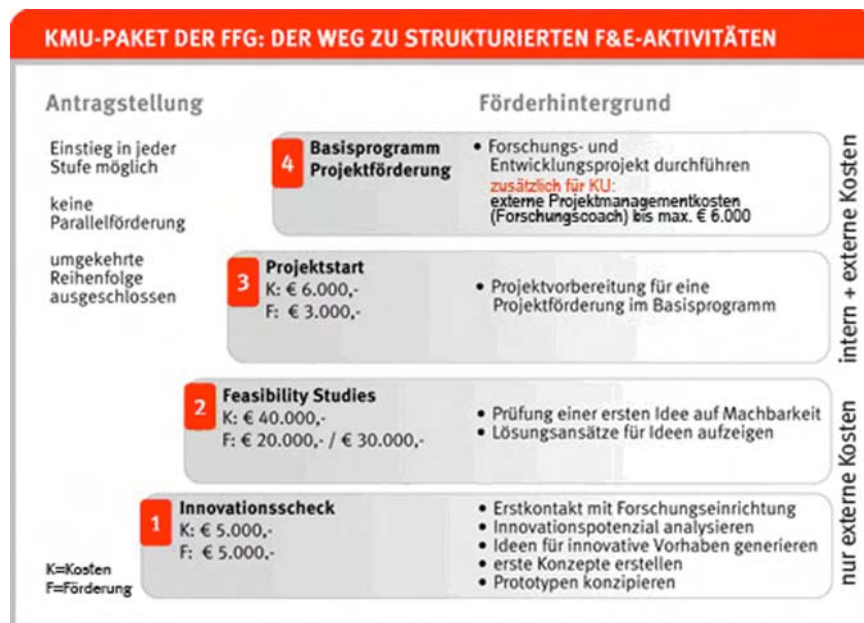 KMU-PAKET DER FFG: DER WEG ZU STRUKTURIERTEN F&E-AKTIVITÄTEN
Antragstellung
Förderhintergrund
Einstieg in jeder
Stufe möglich
keine
Parallelförderung
umgekehrte
Reihenfolge
ausgeschlossen
4
Basisprogramm
Projektförderung
• Forschungs- und
Entwicklungsprojekt durchführen
zusätzlich für KU:
externe Projektmanagementkosten
(Forschungscoach) bis max. € 6.000
3
Projektstart
K: € 6.000,-
F: € 3.000,-
• Projektvorbereitung für eine
Projektförderung im Basisprogramm
intern + externe Kosten
2
Feasibility Studies
K: € 40.000,-
F: € 20.000,- / € 30.000,-
• Prüfung einer ersten Idee auf Machbarkeit
• Lösungsansätze für Ideen aufzeigen
1
Innovationsscheck
K: € 5.000,-
F: € 5.000,-
• Erstkontakt mit Forschungseinrichtung
• Innovationspotenzial analysieren
• Ideen für innovative Vorhaben generieren
• erste Konzepte erstellen
• Prototypen konzipieren
nur externe Kosten
K=Kosten
F=Förderung